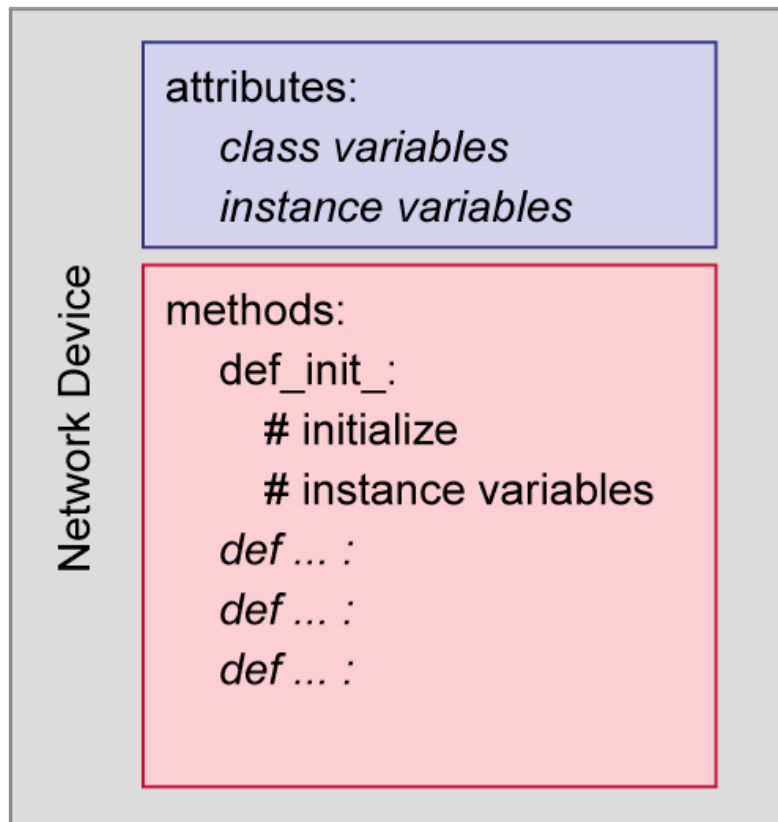 Network Device
attributes:
class variables
instance variables
methods:
def_init_:
# initialize
# instance variables
def ... :
def ... :
def ... :